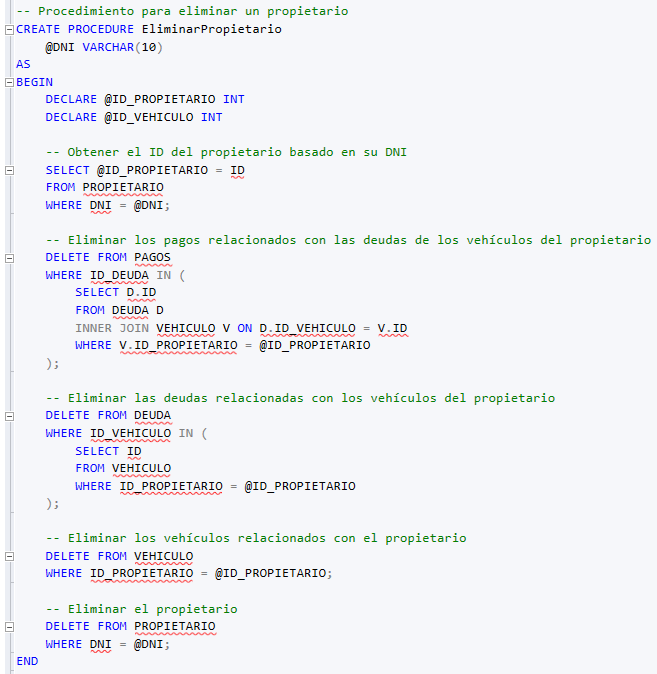 -- Procedimiento para eliminar un propietario
CREATE PROCEDURE EliminarPropietario
    @DNI VARCHAR(10)
AS
BEGIN
    DECLARE @ID_PROPIETARIO INT
    DECLARE @ID_VEHICULO INT

    -- Obtener el ID del propietario basado en su DNI
    SELECT @ID_PROPIETARIO = ID
    FROM PROPIETARIO
    WHERE DNI = @DNI;

    -- Eliminar los pagos relacionados con las deudas de los vehículos del propietario
    DELETE FROM PAGOS
    WHERE ID_DEUDA IN (
        SELECT D.ID
        FROM DEUDA D
        INNER JOIN VEHICULO V ON D.ID_VEHICULO = V.ID
        WHERE V.ID_PROPIETARIO = @ID_PROPIETARIO
    );

    -- Eliminar las deudas relacionadas con los vehículos del propietario
    DELETE FROM DEUDA
    WHERE ID_VEHICULO IN (
        SELECT ID
        FROM VEHICULO
        WHERE ID_PROPIETARIO = @ID_PROPIETARIO
    );

    -- Eliminar los vehículos relacionados con el propietario
    DELETE FROM VEHICULO
    WHERE ID_PROPIETARIO = @ID_PROPIETARIO;

    -- Eliminar el propietario
    DELETE FROM PROPIETARIO
    WHERE DNI = @DNI;
END